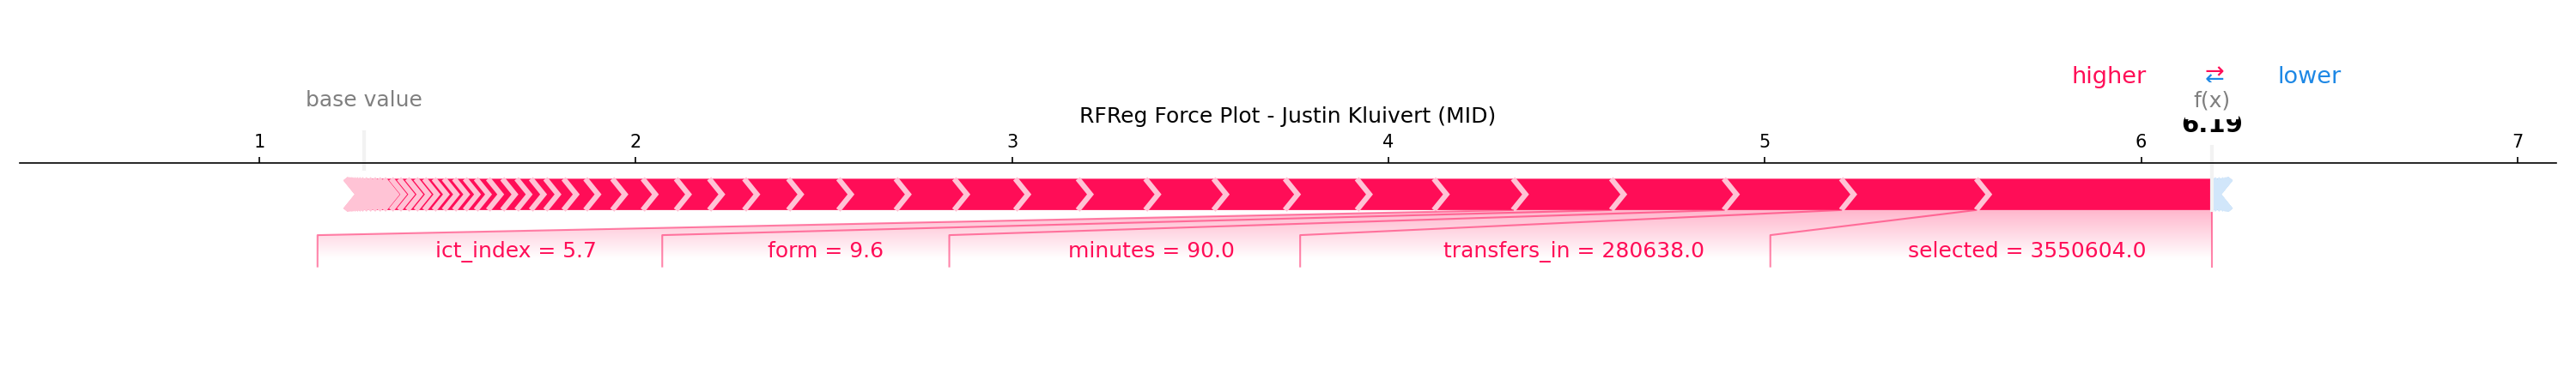 higher ⇄ lower
base value
f(x)
RFReg Force Plot - Justin Kluivert (MID)
6.19
1 2 3 4 5 6 7
ict_index = 5.7 form = 9.6 minutes = 90.0 transfers_in = 280638.0 selected = 3550604.0